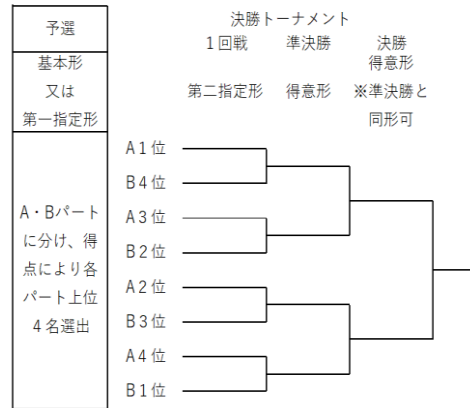 予選
基本形
又は
第一指定形
A・Bパート
に分け、得
点により各
パート上位
4名選出
決勝トーナメント
1回戦 準決勝 決勝
得意形
第二指定形 得意形 ※準決勝と
同形可
A1位
B4位
A3位
B2位
A2位
B3位
A4位
B1位